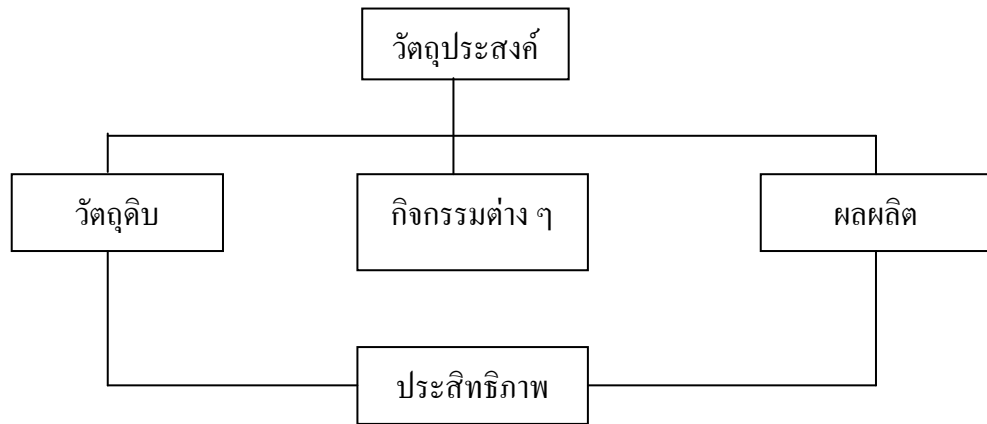 วัตถุประสงค์
วัตถุดิบ
กิจกรรมต่าง ๆ
ผลผลิต
ประสิทธิภาพ